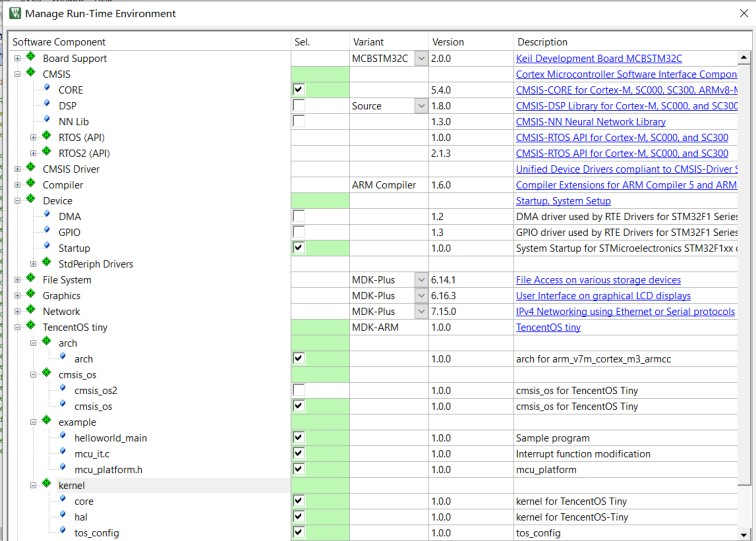 Manage Run-Time Environment
Software Component Sel. Variant Version Description
Board Support MCBSTM32C 2.0.0 Keil Development Board MCBSTM32C
CMSIS Cortex Microcontroller Software Interface Compon
CORE 5.4.0 CMSIS-CORE for Cortex-M, SC000, SC300, ARMv8-M
DSP Source 1.8.0 CMSIS-DSP Library for Cortex-M, SC000, and SC300
NN Lib 1.3.0 CMSIS-NN Neural Network Library
RTOS (API) 1.0.0 CMSIS-RTOS API for Cortex-M, SC000, and SC300
RTOS2 (API) 2.1.3 CMSIS-RTOS API for Cortex-M, SC000, and SC300
CMSIS Driver Unified Device Drivers compliant to CMSIS-Driver S
Compiler ARM Compiler 1.6.0 Compiler Extensions for ARM Compiler 5 and ARM
Device Startup, System Setup
DMA 1.2 DMA driver used by RTE Drivers for STM32F1 Series
GPIO 1.3 GPIO driver used by RTE Drivers for STM32F1 Series
Startup 1.0.0 System Startup for STMicroelectronics STM32F1xx
StdPeriph Drivers
File System MDK-Plus 6.14.1 File Access on various storage devices
Graphics MDK-Plus 6.16.3 User Interface on graphical LCD displays
Network MDK-Plus 7.15.0 IPv4 Networking using Ethernet or Serial protocols
TencentOS tiny MDK-ARM 1.0.0 TencentOS tiny
arch
arch 1.0.0 arch for arm_v7m_cortex_m3_armcc
cmsis_os
cmsis_os2 1.0.0 cmsis_os for TencentOS Tiny
cmsis_os 1.0.0 cmsis_os for TencentOS Tiny
example
helloworld_main 1.0.0 Sample program
mcu_it.c 1.0.0 Interrupt function modification
mcu_platform.h 1.0.0 mcu_platform
kernel
core 1.0.0 kernel for TencentOS Tiny
hal 1.0.0 kernel for TencentOS-Tiny
tos_config 1.0.0 tos_config